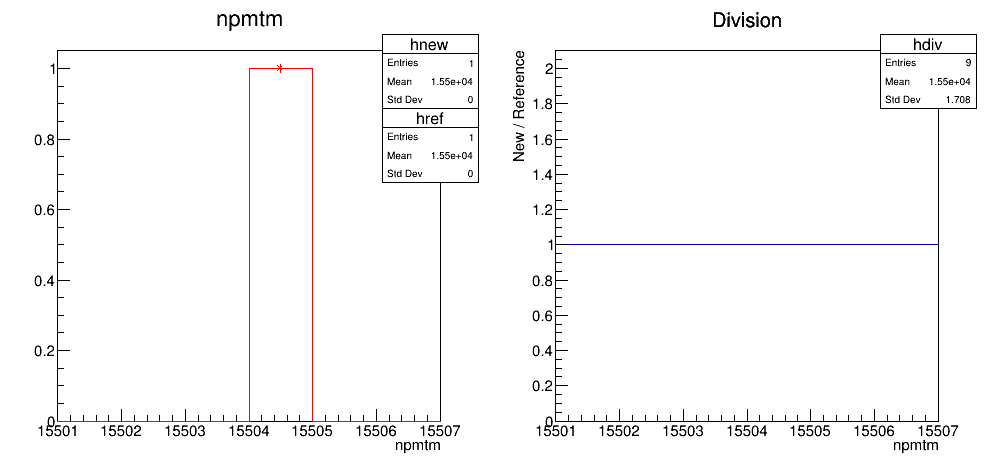 npmtm
hnew
Entries 1
Mean 1.55e+04
Std Dev 0
href
Entries 1
Mean 1.55e+04
Std Dev 0
1
0.8
0.6
0.4
0.2
0
15501 15502 15503 15504 15505 15506 15507
npmtm
Division
hdiv
Entries 9
Mean 1.55e+04
Std Dev 1.708
New / Reference
2
1.8
1.6
1.4
1.2
1
0.8
0.6
0.4
0.2
0
15501 15502 15503 15504 15505 15506 15507
npmtm